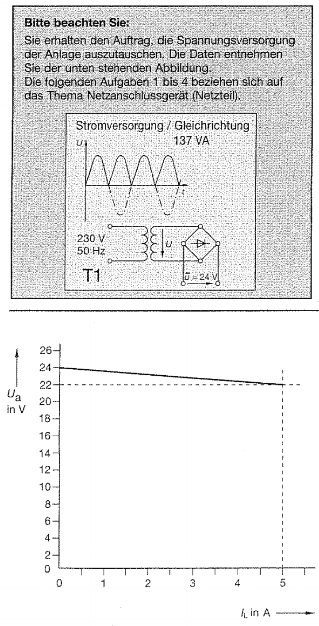 Bitte beachten Sie:
Sie erhalten den Auftrag, die Spannungsversorgung
der Anlage auszutauschen. Die Daten entnehmen
Sie der unten stehenden Abbildung.
Die folgenden Aufgaben 1 bis 4 beziehen sich auf
das Thema Netzanschlussgerät (Netzteil).
Stromversorgung / Gleichrichtung
137 VA
U
t
230 V
50 Hz
U
T1
u = 24 V
Ua
in V
26
24
22
20
18
16
14
12
10
8
6
4
2
0
0 1 2 3 4 5
IL in A